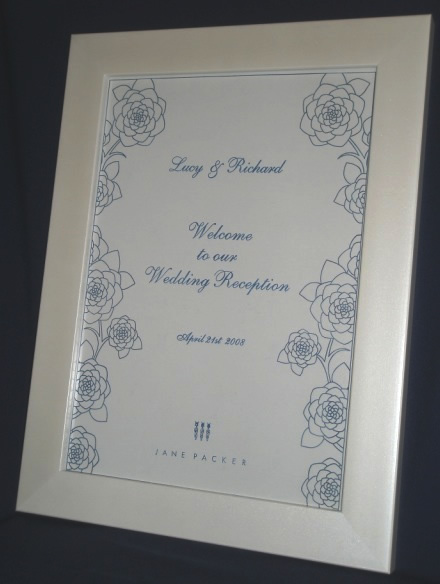 Lucy & Richard
Welcome
to our
Wedding Reception
April 21st 2008
JANE PACKER